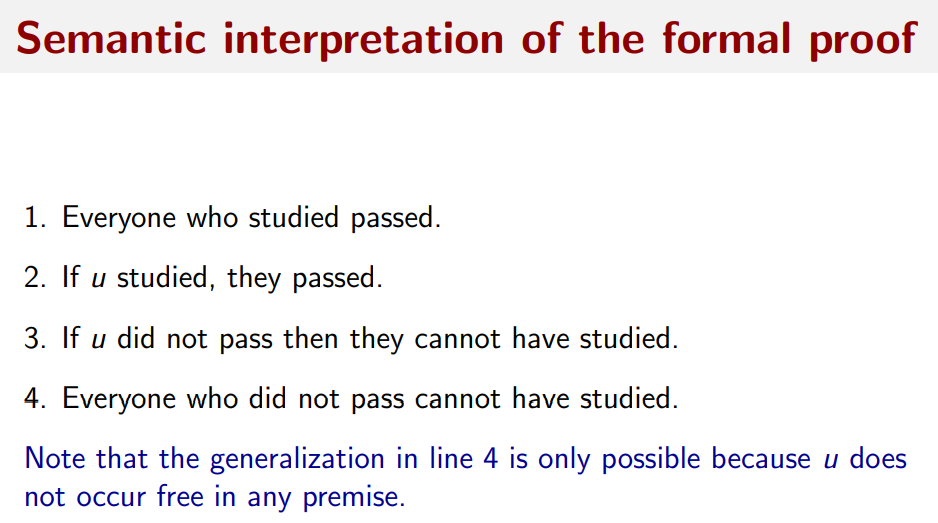 Semantic interpretation of the formal proof
1. Everyone who studied passed.
2. If u studied, they passed.
3. If u did not pass then they cannot have studied.
4. Everyone who did not pass cannot have studied.
Note that the generalization in line 4 is only possible because u does
not occur free in any premise.